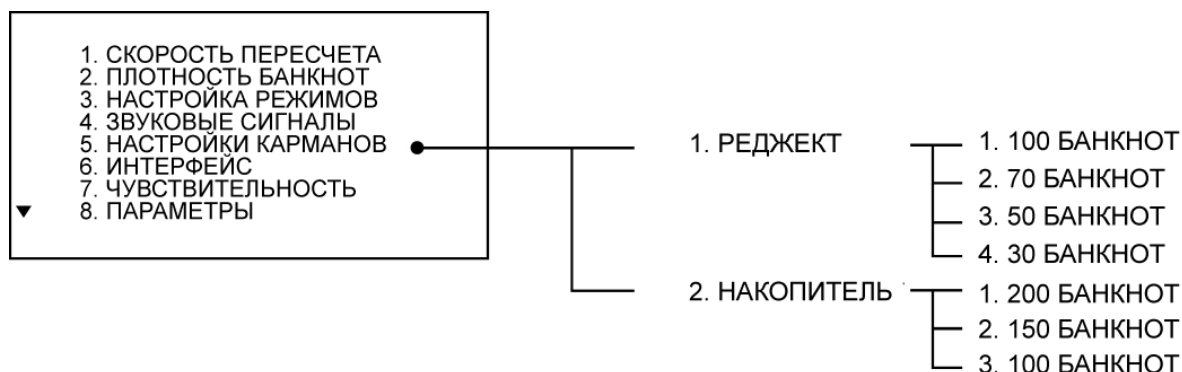 1. СКОРОСТЬ ПЕРЕСЧЕТА
2. ПЛОТНОСТЬ БАНКНОТ
3. НАСТРОЙКА РЕЖИМОВ
4. ЗВУКОВЫЕ СИГНАЛЫ
5. НАСТРОЙКИ КАРМАНОВ
6. ИНТЕРФЕЙС
7. ЧУВСТВИТЕЛЬНОСТЬ
8. ПАРАМЕТРЫ
1. РЕДЖЕКТ
1. 100 БАНКНОТ
2. 70 БАНКНОТ
3. 50 БАНКНОТ
4. 30 БАНКНОТ
2. НАКОПИТЕЛЬ
1. 200 БАНКНОТ
2. 150 БАНКНОТ
3. 100 БАНКНОТ